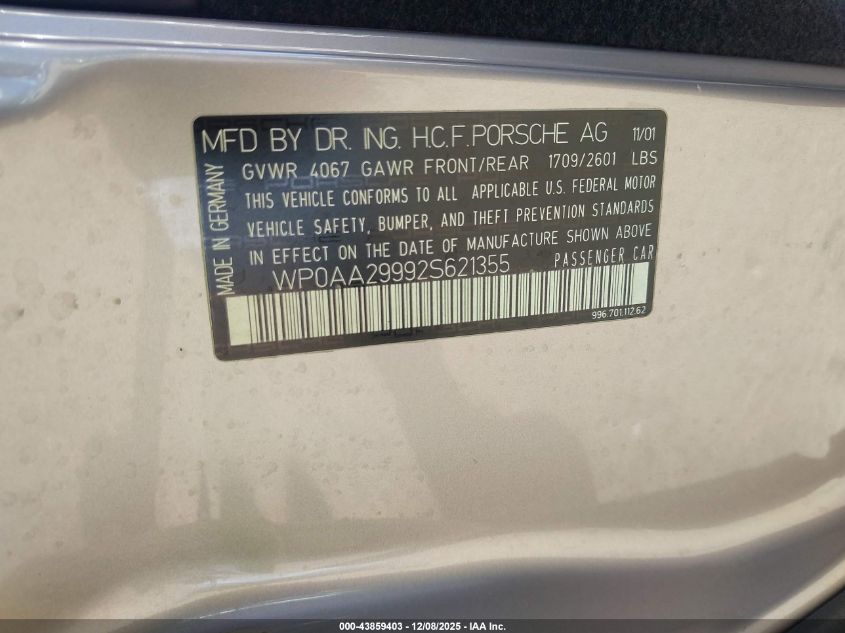 MFD BY DR. ING. H.C.F. PORSCHE AG 11/01
GVWR 4067 GAWR FRONT/REAR 1709/2601 LBS
THIS VEHICLE CONFORMS TO ALL APPLICABLE U.S. FEDERAL MOTOR
VEHICLE SAFETY, BUMPER, AND THEFT PREVENTION STANDARDS
IN EFFECT ON THE DATE OF MANUFACTURE SHOWN ABOVE
WP0AA29992S621355 PASSENGER CAR
996.701.112.62
MADE IN GERMANY
000-43859403 - 12/08/2025 - IAA Inc.